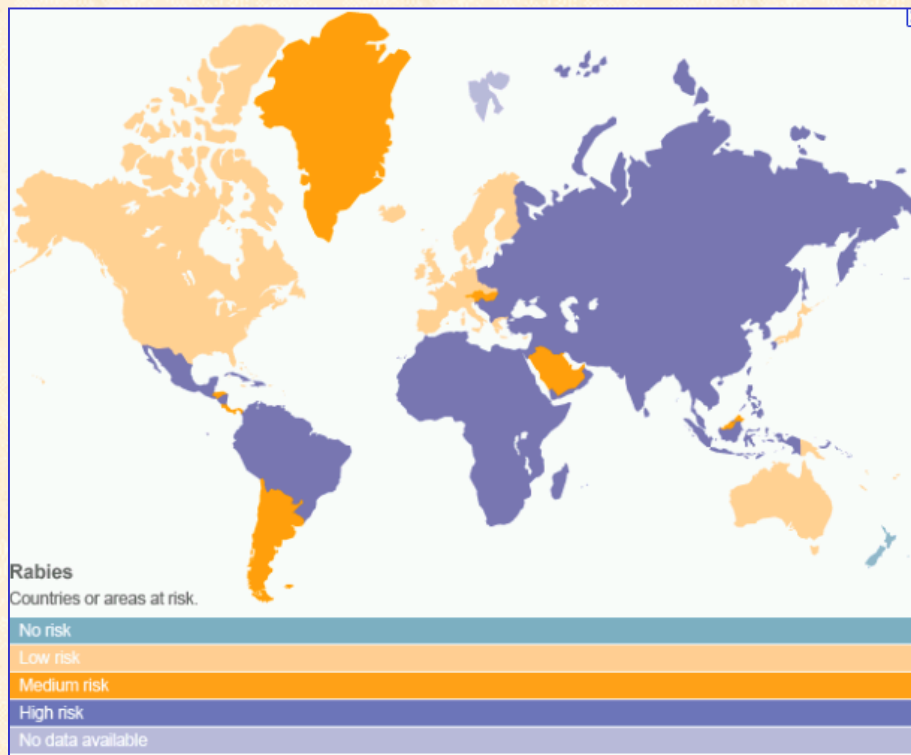 Rabies
Countries or areas at risk.
No risk
Low risk
Medium risk
High risk
No data available